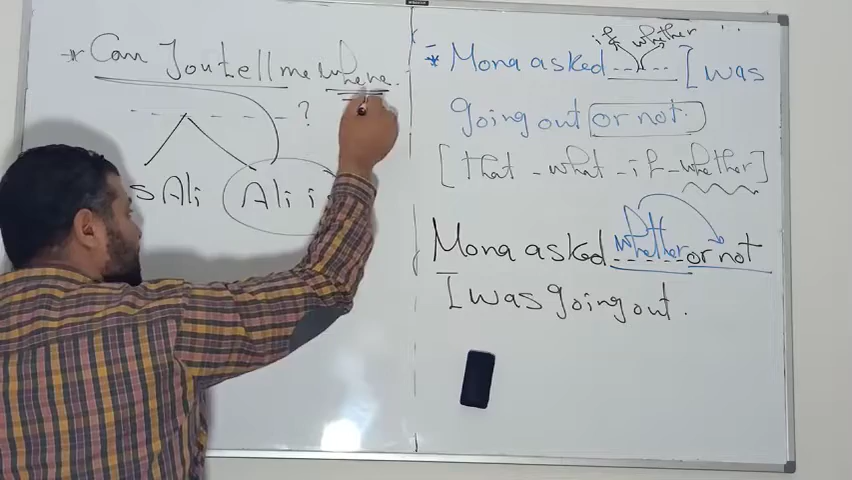 * Can You tell me where
- - - - - - - ?
s Ali Ali i
if whether
* Mona asked - - - - I was
going out or not.
[that - what - if - whether]
Mona asked whether or not
I was going out.